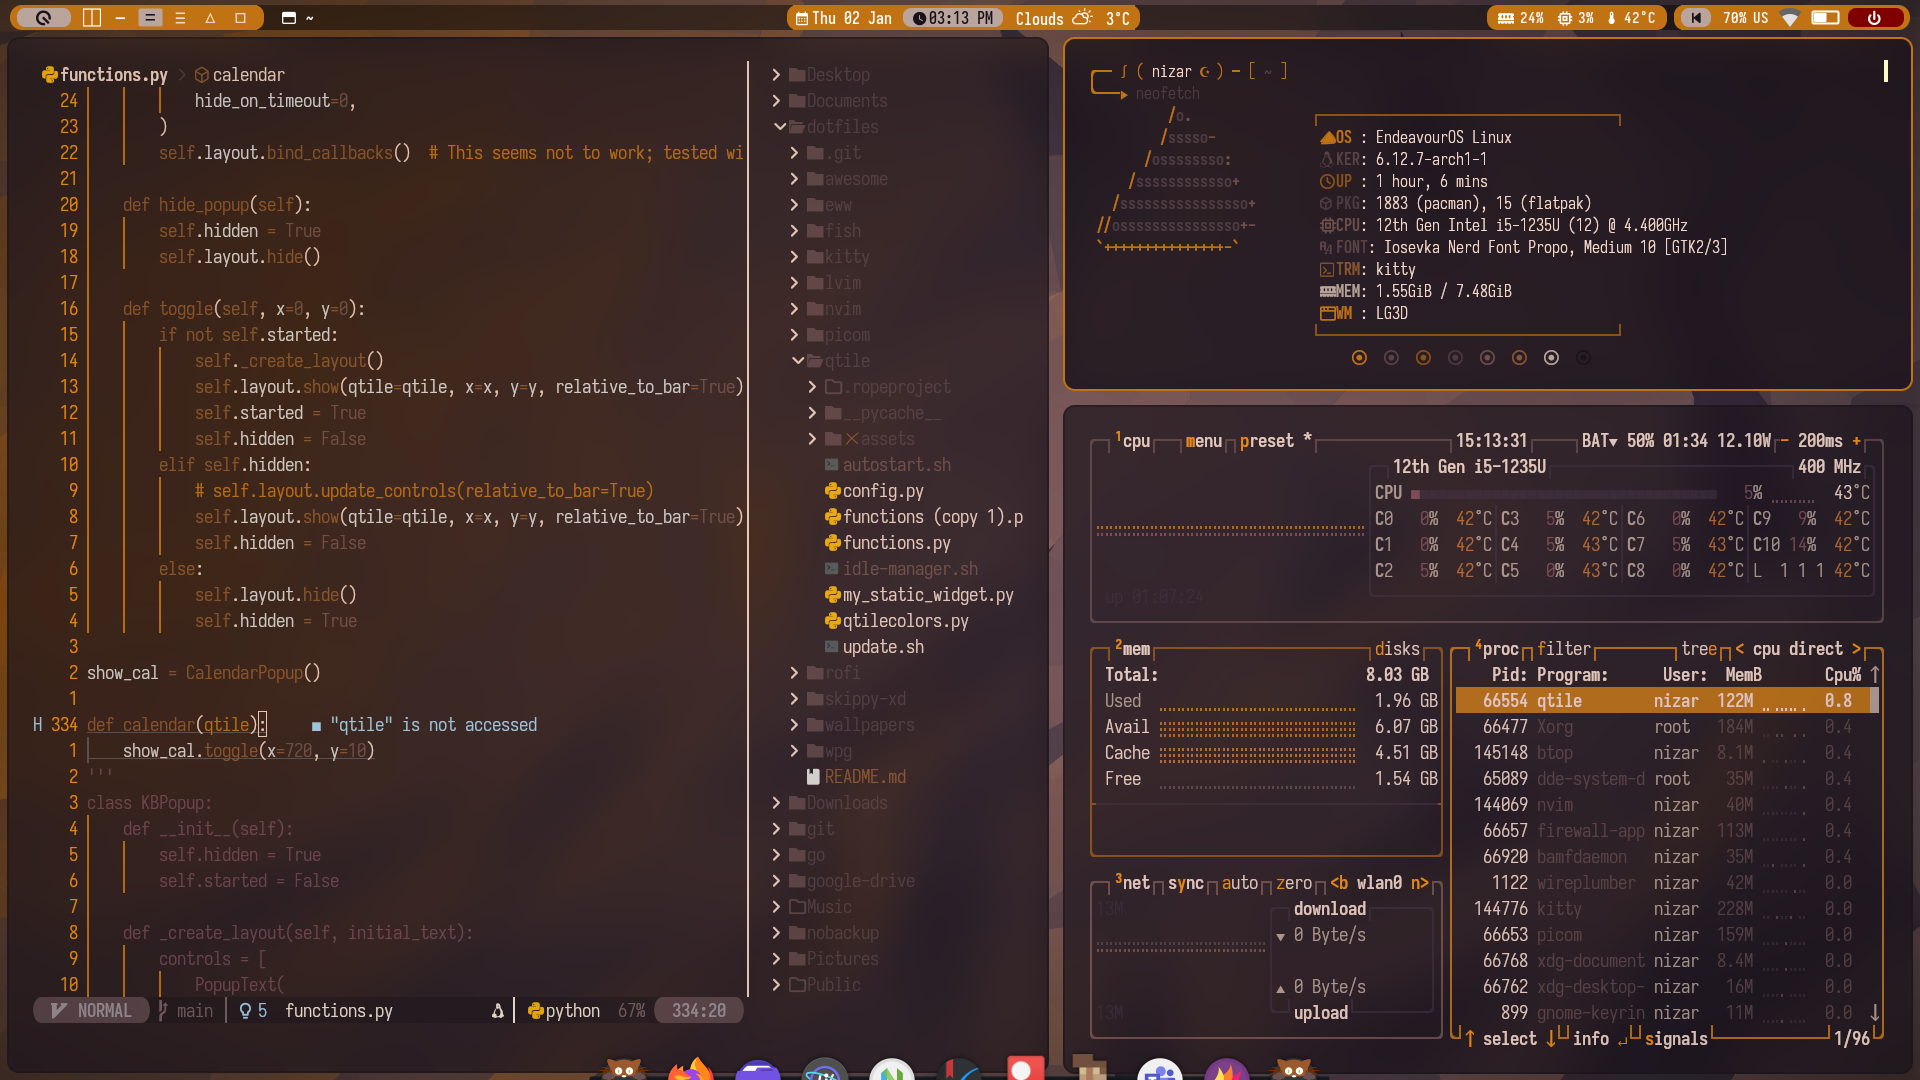 ~
Thu 02 Jan
03:13 PM
Clouds
3°C
24%
3%
42°C
70% US
functions.py > calendar
24 hide_on_timeout=0,
23 )
22 self.layout.bind_callbacks() # This seems not to work; tested wi
21
20 def hide_popup(self):
19 self.hidden = True
18 self.layout.hide()
17
16 def toggle(self, x=0, y=0):
15 if not self.started:
14 self._create_layout()
13 self.layout.show(qtile=qtile, x=x, y=y, relative_to_bar=True)
12 self.started = True
11 self.hidden = False
10 elif self.hidden:
9 # self.layout.update_controls(relative_to_bar=True)
8 self.layout.show(qtile=qtile, x=x, y=y, relative_to_bar=True)
7 self.hidden = False
6 else:
5 self.layout.hide()
4 self.hidden = True
3
2 show_cal = CalendarPopup()
1
H 334 def calendar(qtile): ■ "qtile" is not accessed
1 show_cal.toggle(x=720, y=10)
2 '''
3 class KBPopup:
4 def __init__(self):
5 self.hidden = True
6 self.started = False
7
8 def _create_layout(self, initial_text):
9 controls = [
10 PopupText(
NORMAL main 5 functions.py python 67% 334:20
Desktop
Documents
dotfiles
.git
awesome
eww
fish
kitty
lvim
nvim
picom
qtile
.ropeproject
__pycache__
assets
autostart.sh
config.py
functions (copy 1).p
functions.py
idle-manager.sh
my_static_widget.py
qtilecolors.py
update.sh
rofi
skippy-xd
wallpapers
wpg
README.md
Downloads
git
go
google-drive
Music
nobackup
Pictures
Public
∫ ( nizar ) - [ ~ ]
neofetch
/o.
/sssso-
/ossssssso:
/ssssssssssso+
/ssssssssssssssso+
//osssssssssssssso+-
`+++++++++++++++-`
OS : EndeavourOS Linux
KER: 6.12.7-arch1-1
UP : 1 hour, 6 mins
PKG: 1883 (pacman), 15 (flatpak)
CPU: 12th Gen Intel i5-1235U (12) @ 4.400GHz
FONT: Iosevka Nerd Font Propo, Medium 10 [GTK2/3]
TRM: kitty
MEM: 1.55GiB / 7.48GiB
WM : LG3D
1cpu menu preset * 15:13:31 BAT▼ 50% 01:34 12.10W - 200ms +
12th Gen i5-1235U 400 MHz
CPU 5% 43°C
C0 0% 42°C C3 5% 42°C C6 0% 42°C C9 9% 42°C
C1 0% 42°C C4 5% 43°C C7 5% 43°C C10 14% 42°C
C2 5% 42°C C5 0% 43°C C8 0% 42°C L 1 1 1 42°C
up 01:07:24
2mem disks
Total: 8.03 GB
Used 1.96 GB
Avail 6.07 GB
Cache 4.51 GB
Free 1.54 GB
3net sync auto zero <b wlan0 n>
13M
download
▼ 0 Byte/s
▲ 0 Byte/s
13M
upload
4proc filter tree < cpu direct >
Pid: Program: User: MemB Cpu% ↑
66554 qtile nizar 122M 0.8
66477 Xorg root 184M 0.4
145148 btop nizar 8.1M 0.4
65089 dde-system-d root 35M 0.4
144069 nvim nizar 40M 0.4
66657 firewall-app nizar 113M 0.4
66920 bamfdaemon nizar 35M 0.4
1122 wireplumber nizar 42M 0.0
144776 kitty nizar 228M 0.0
66653 picom nizar 159M 0.0
66768 xdg-document nizar 8.4M 0.0
66762 xdg-desktop- nizar 16M 0.0
899 gnome-keyrin nizar 11M 0.0 ↓
↑ select ↓ info ↵ signals 1/96